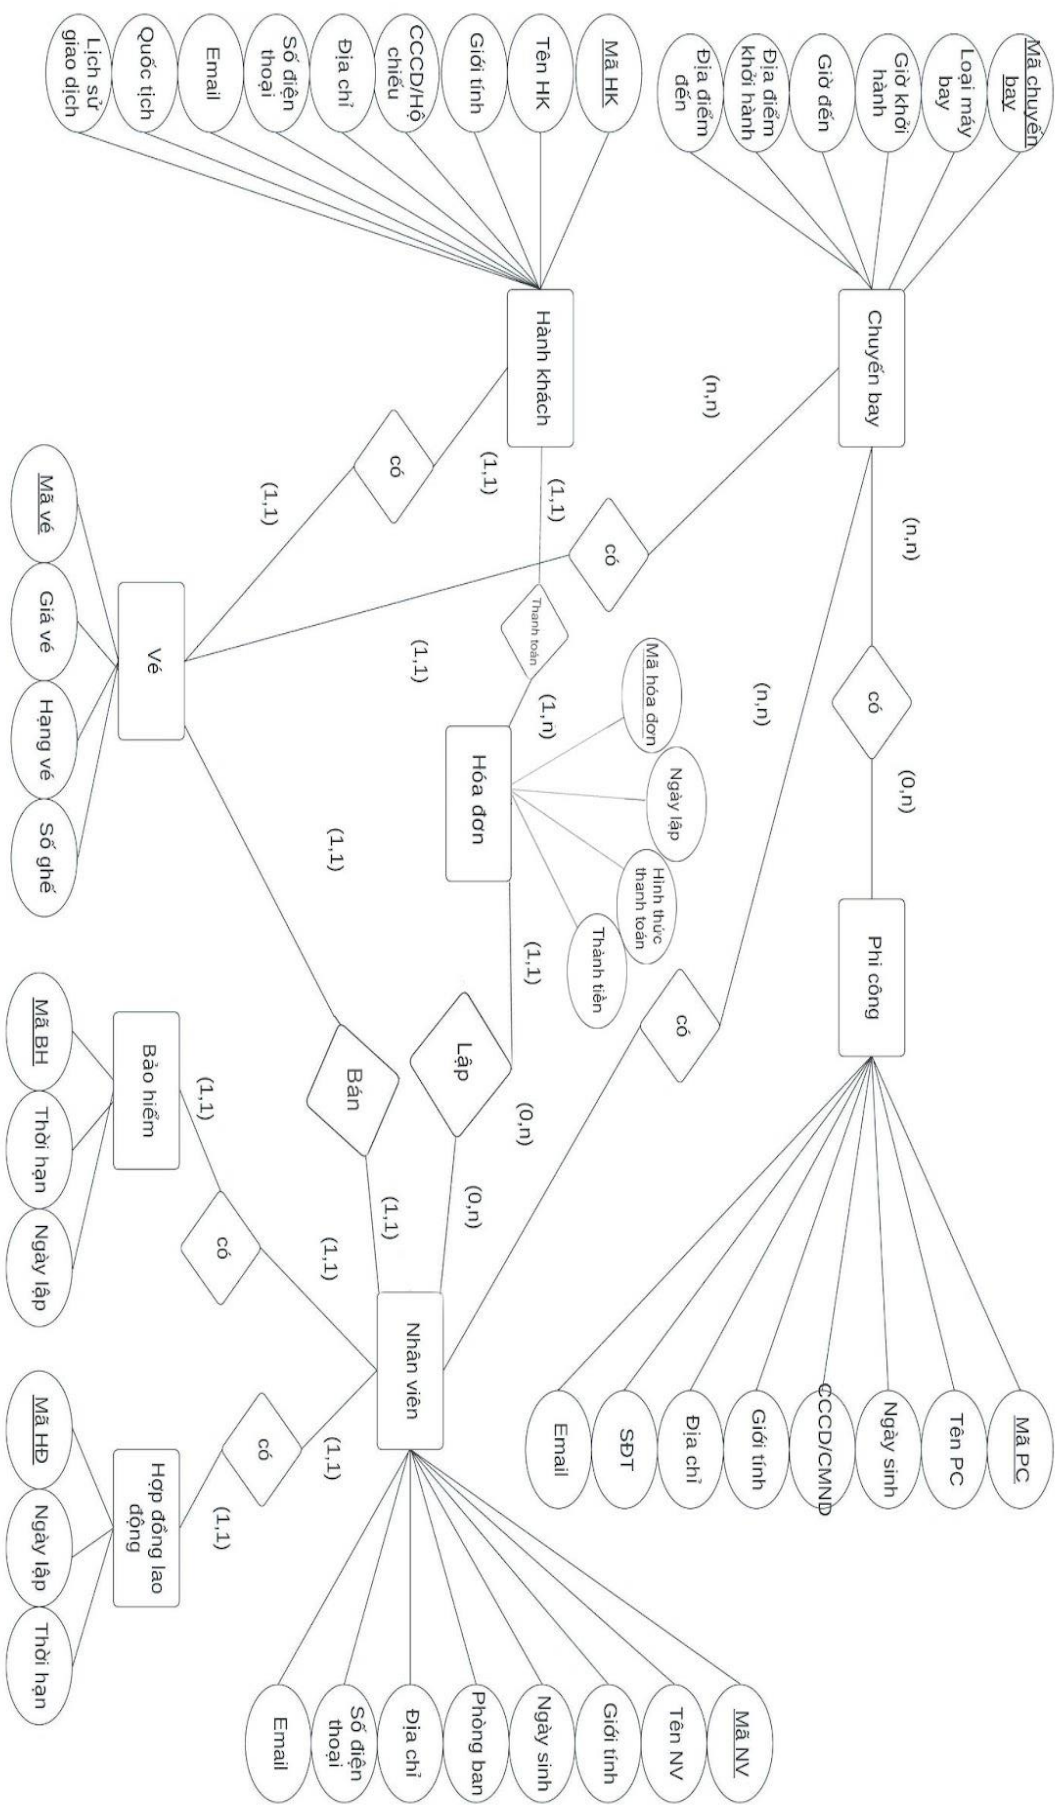 Mã chuyến
bay
Loại máy
bay
Giờ khởi
hành
Giờ đến
Địa điểm
khởi hành
Địa điểm
đến
Mã HK
Tên HK
Giới tính
CCCD/Hộ
chiếu
Địa chỉ
Số điện
thoại
Email
Quốc tịch
Lịch sử
giao dịch
Chuyến bay
(n,n)
có
(0,n)
Phi công
Mã PC
Tên PC
Ngày sinh
CCCD/CMND
Giới tính
Địa chỉ
SĐT
Email
(n,n)
có
(1,1)
(n,n)
có
(0,n)
Hành khách
(1,1)
Thanh toán
(1,n)
(1,1)
có
(1,1)
Mã hóa đơn
Ngày lập
Hình thức
thanh toán
Thành tiền
Hóa đơn
(1,1)
Lập
(0,n)
Vé
Mã vé
Giá vé
Hạng vé
Số ghế
(1,1)
Bán
(1,1)
Nhân viên
Mã NV
Tên NV
Giới tính
Ngày sinh
Phòng ban
Địa chỉ
Số điện
thoại
Email
(1,1)
có
(1,1)
Bảo hiểm
Mã BH
Thời hạn
Ngày lập
(1,1)
có
(1,1)
Hợp đồng lao
động
Mã HĐ
Ngày lập
Thời hạn